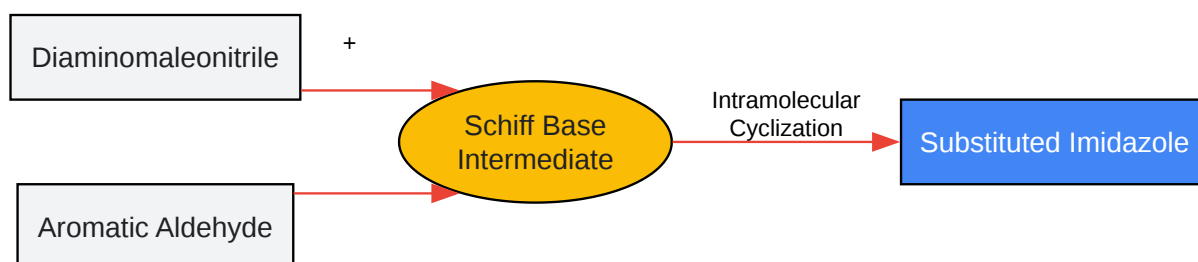 Diaminomaleonitrile
+
Aromatic Aldehyde
Schiff Base
Intermediate
Intramolecular
Cyclization
Substituted Imidazole